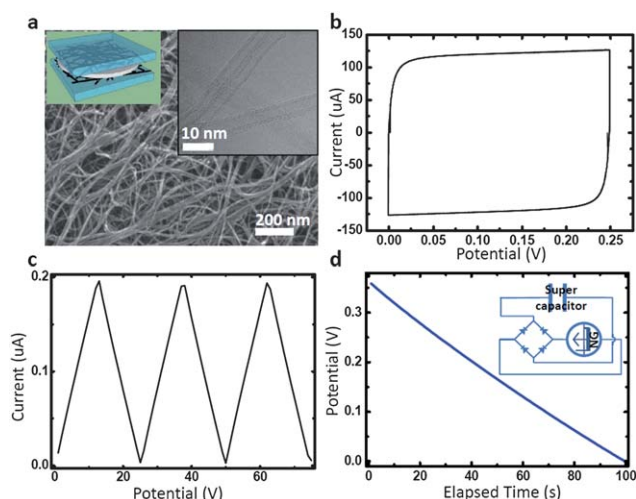 a
10 nm
200 nm
b
Current (uA)
150
100
50
0
-50
-100
-150
0.00 0.05 0.10 0.15 0.20 0.25
Potential (V)
c
Current (uA)
0.2
0.1
0.0
0 20 40 60
Potential (V)
d
Potential (V)
0.3
0.2
0.1
0.0
Super
capacitor
NG
0 20 40 60 80 100
Elapsed Time (s)